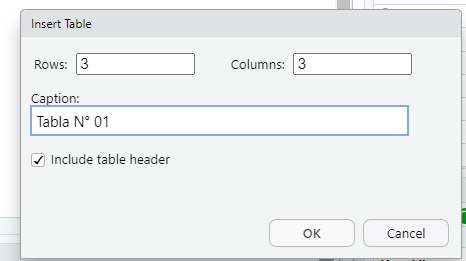 Insert Table
Rows: 3 Columns: 3
Caption:
Tabla N° 01
Include table header
OK Cancel